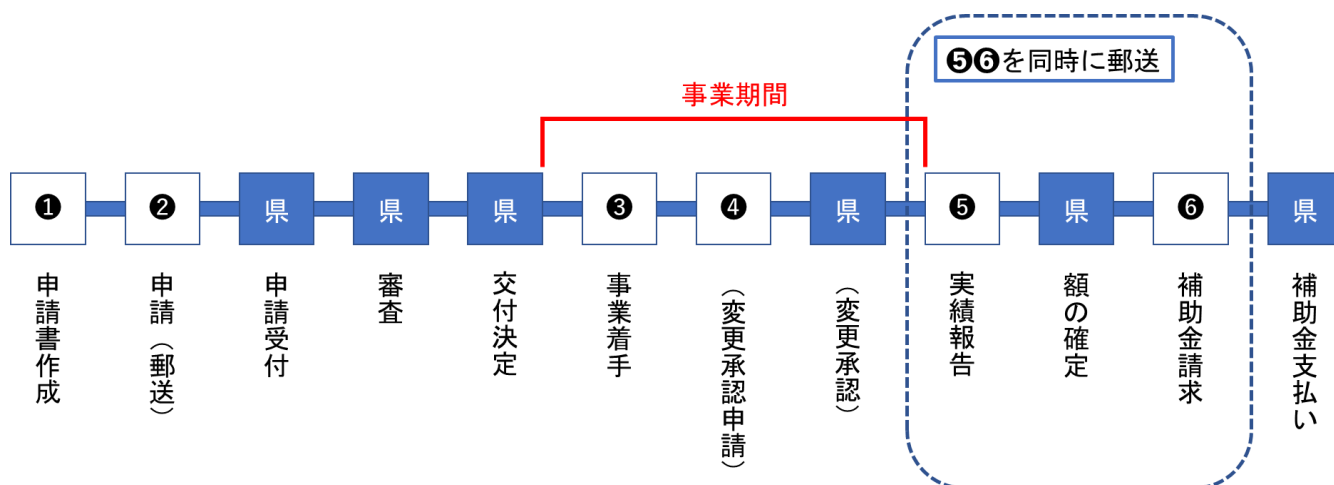 ❺❻を同時に郵送
事業期間
❶
❷
県
県
県
❸
❹
県
❺
県
❻
県
申請書作成
申請（郵送）
申請受付
審査
交付決定
事業着手
（変更承認申請）
（変更承認）
実績報告
額の確定
補助金請求
補助金支払い